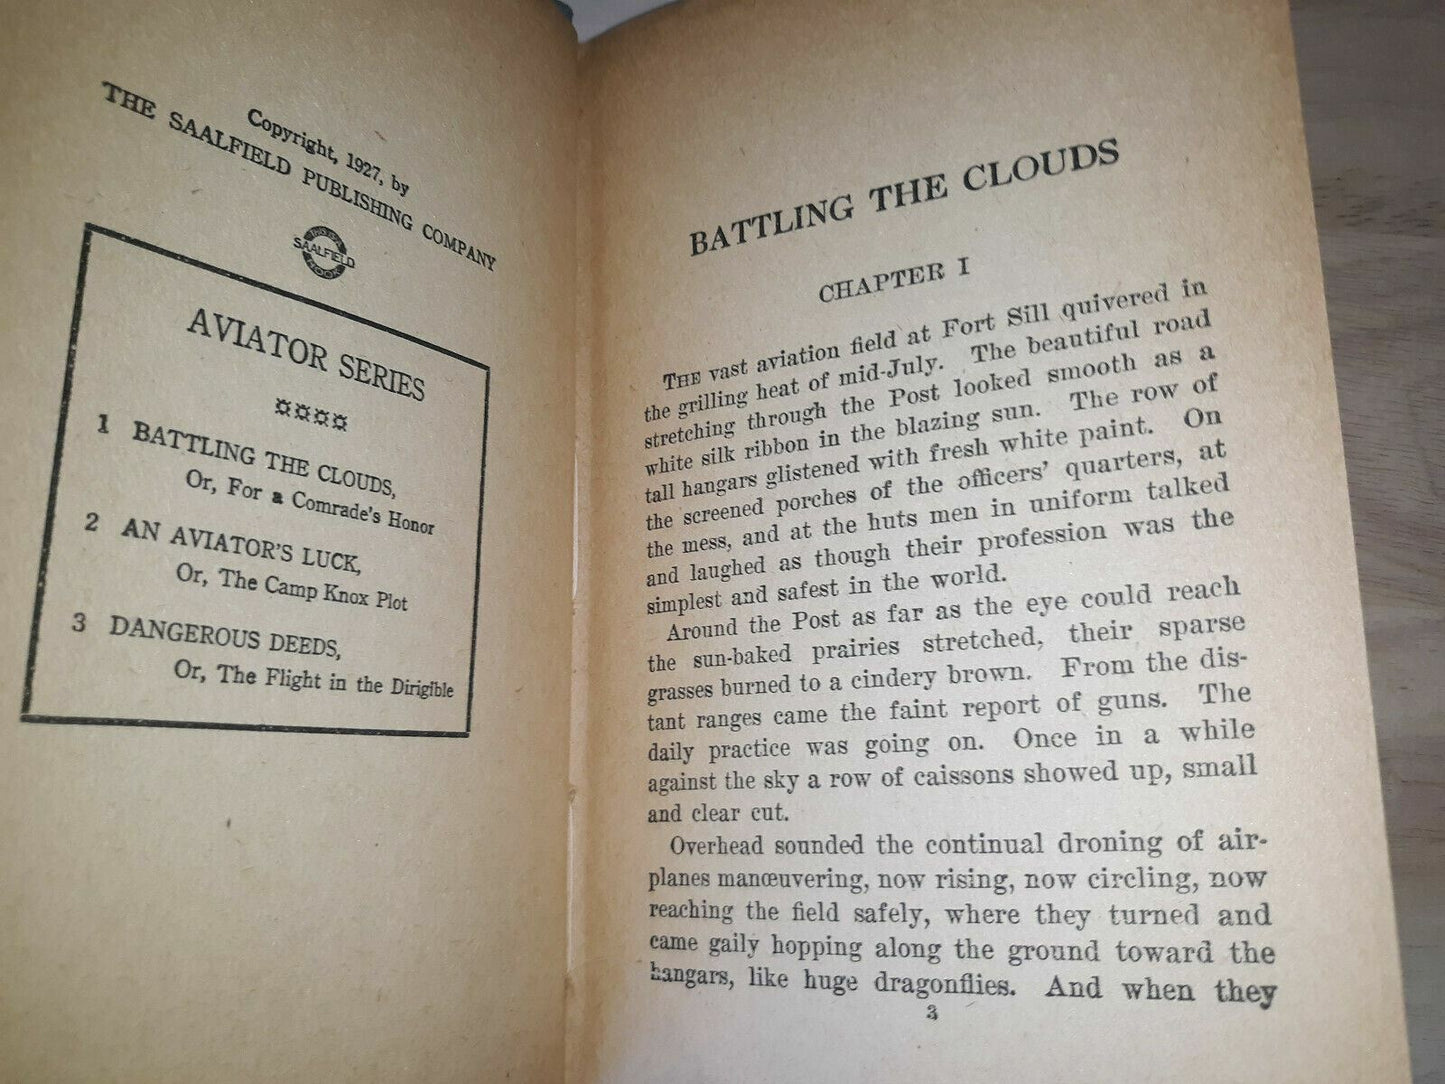 Copyright, 1927, by
THE SAALFIELD PUBLISHING COMPANY
SAALFIELD
AVIATOR SERIES
1 BATTLING THE CLOUDS,
Or, For a Comrade's Honor
2 AN AVIATOR'S LUCK,
Or, The Camp Knox Plot
3 DANGEROUS DEEDS,
Or, The Flight in the Dirigible
BATTLING THE CLOUDS
CHAPTER I
THE vast aviation field at Fort Sill quivered in
the grilling heat of mid-July. The beautiful road
stretching through the Post looked smooth as a
white silk ribbon in the blazing sun. The row of
tall hangars glistened with fresh white paint. On
the screened porches of the officers' quarters, at
the mess, and at the huts men in uniform talked
and laughed as though their profession was the
simplest and safest in the world.
Around the Post as far as the eye could reach
the sun-baked prairies stretched, their sparse
grasses burned to a cindery brown. From the dis-
tant ranges came the faint report of guns. The
daily practice was going on. Once in a while
against the sky a row of caissons showed up, small
and clear cut.
Overhead sounded the continual droning of air-
planes manœuvering, now rising, now circling, now
reaching the field safely, where they turned and
came gaily hopping along the ground toward the
hangars, like huge dragonflies. And when they
3